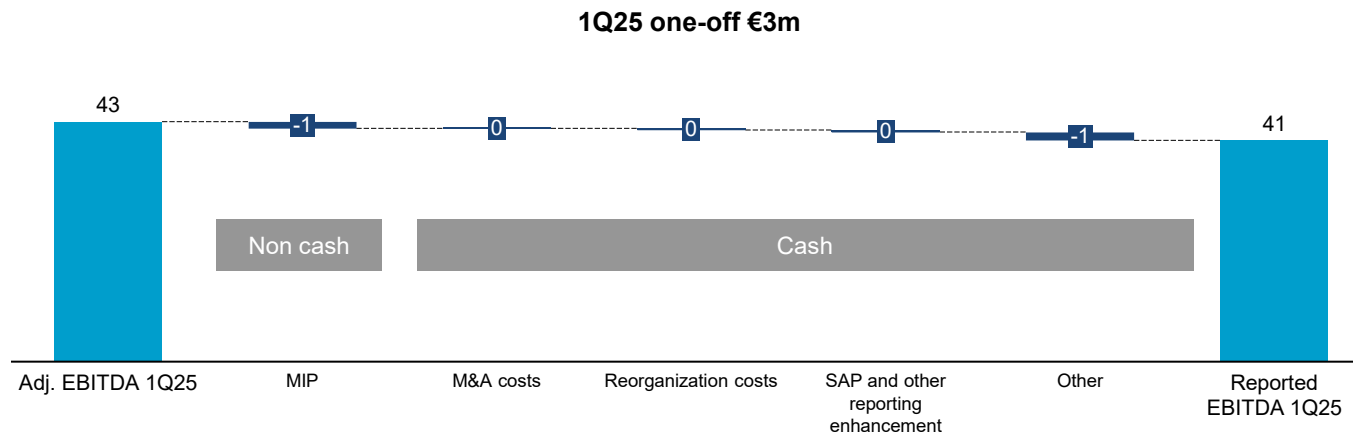 1Q25 one-off €3m
43
-1
0
0
0
-1
41
Non cash
Cash
Adj. EBITDA 1Q25
MIP
M&A costs
Reorganization costs
SAP and other
reporting
enhancement
Other
Reported
EBITDA 1Q25